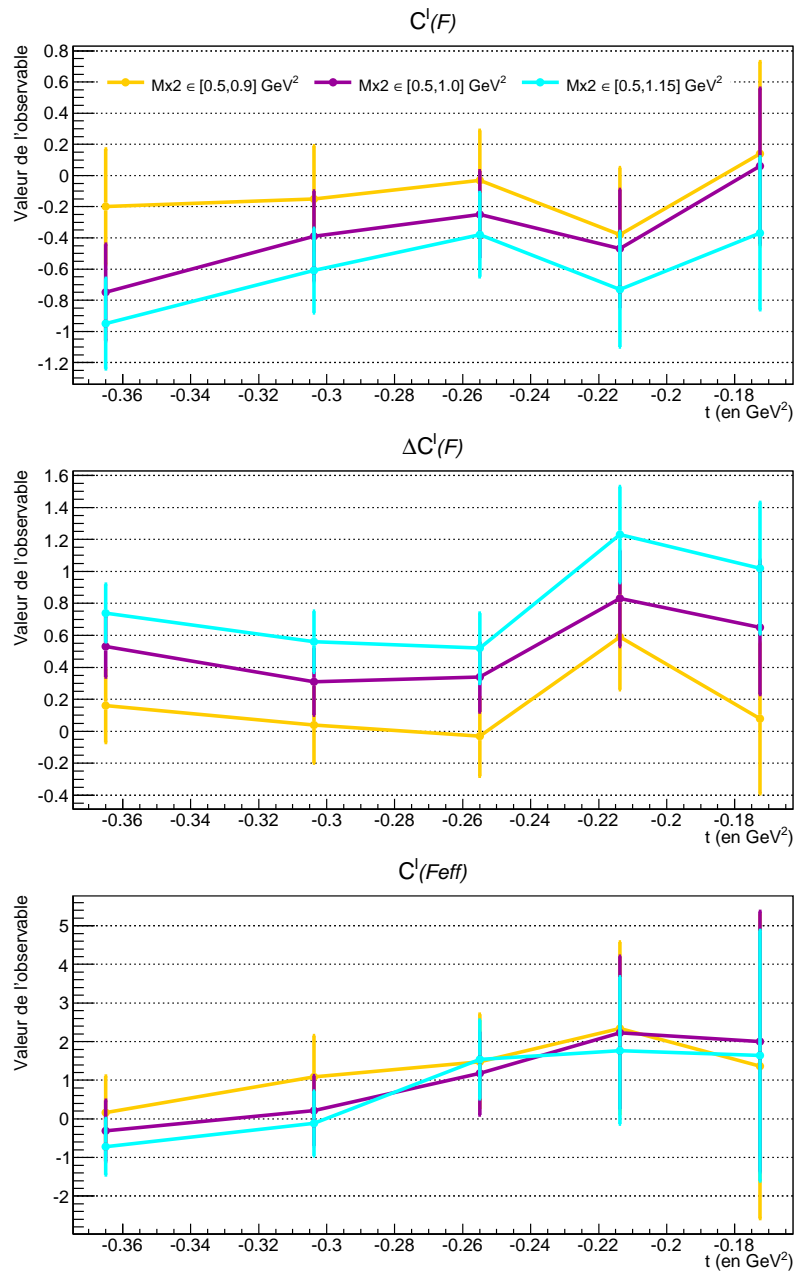 C^I(F)
Valeur de l'observable
0.8
0.6
0.4
0.2
0
-0.2
-0.4
-0.6
-0.8
-1
-1.2
Mx2 ∈ [0.5,0.9] GeV²
Mx2 ∈ [0.5,1.0] GeV²
Mx2 ∈ [0.5,1.15] GeV²
-0.36 -0.34 -0.32 -0.3 -0.28 -0.26 -0.24 -0.22 -0.2 -0.18
t (en GeV²)
ΔC^I(F)
Valeur de l'observable
1.6
1.4
1.2
1
0.8
0.6
0.4
0.2
0
-0.2
-0.4
-0.36 -0.34 -0.32 -0.3 -0.28 -0.26 -0.24 -0.22 -0.2 -0.18
t (en GeV²)
C^I(Feff)
Valeur de l'observable
5
4
3
2
1
0
-1
-2
-0.36 -0.34 -0.32 -0.3 -0.28 -0.26 -0.24 -0.22 -0.2 -0.18
t (en GeV²)